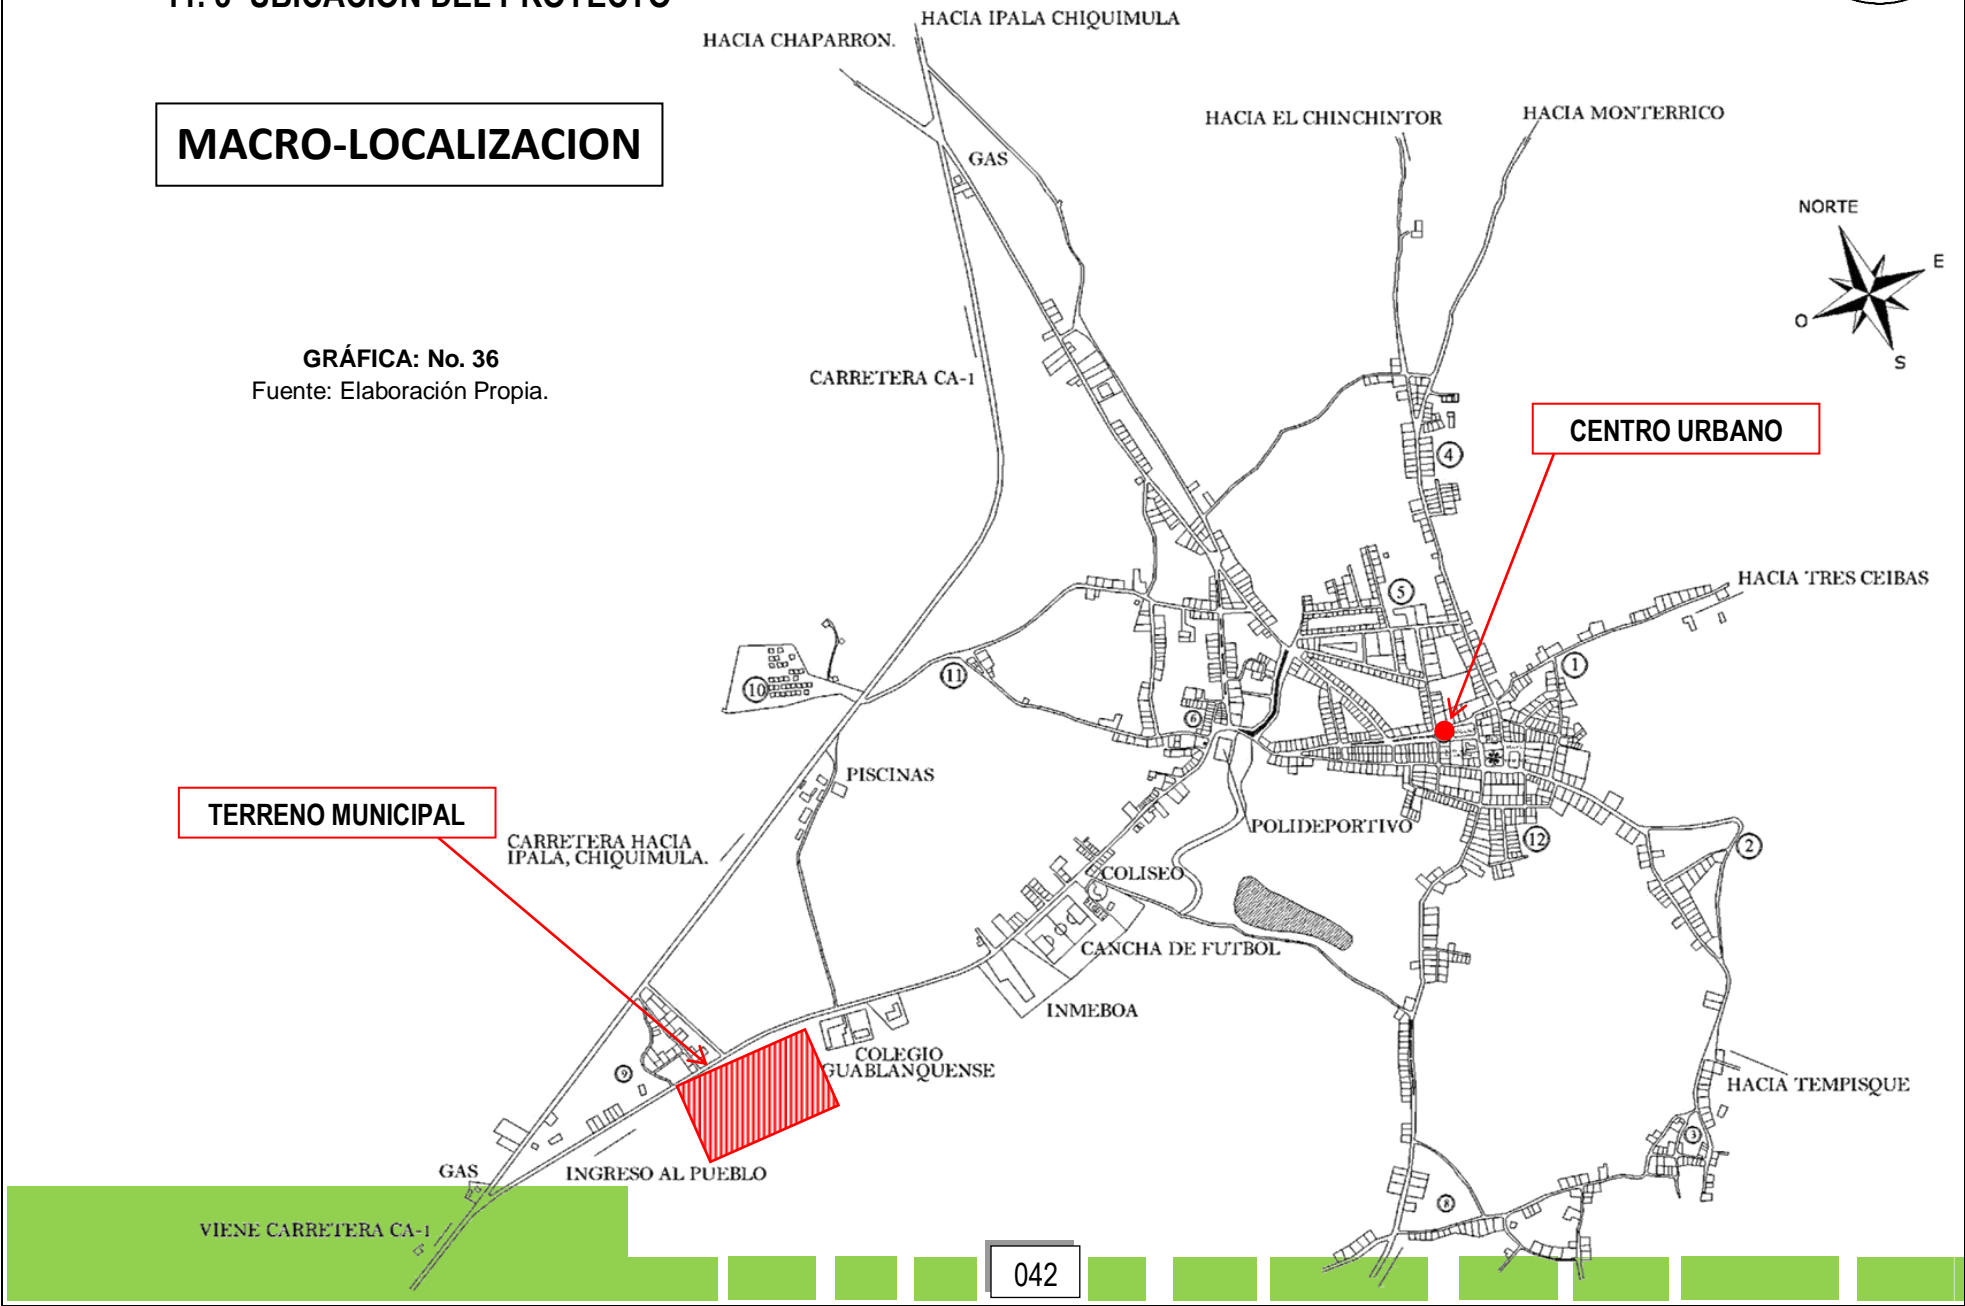 UBICACIÓN DEL PROYECTO
HACIA IPALA CHIQUIMULA
HACIA CHAPARRON.
MACRO-LOCALIZACION
HACIA EL CHINCHINTOR
HACIA MONTERRICO
GAS
NORTE
E
O
S
GRÁFICA: No. 36
Fuente: Elaboración Propia.
CARRETERA CA-1
CENTRO URBANO
4
HACIA TRES CEIBAS
5
1
10
11
6
PISCINAS
TERRENO MUNICIPAL
CARRETERA HACIA
IPALA, CHIQUIMULA.
POLIDEPORTIVO
12
2
COLISEO
CANCHA DE FUTBOL
INMEBOA
COLEGIO
GUABLANQUENSE
9
HACIA TEMPISQUE
3
GAS
INGRESO AL PUEBLO
8
VIENE CARRETERA CA-1
042